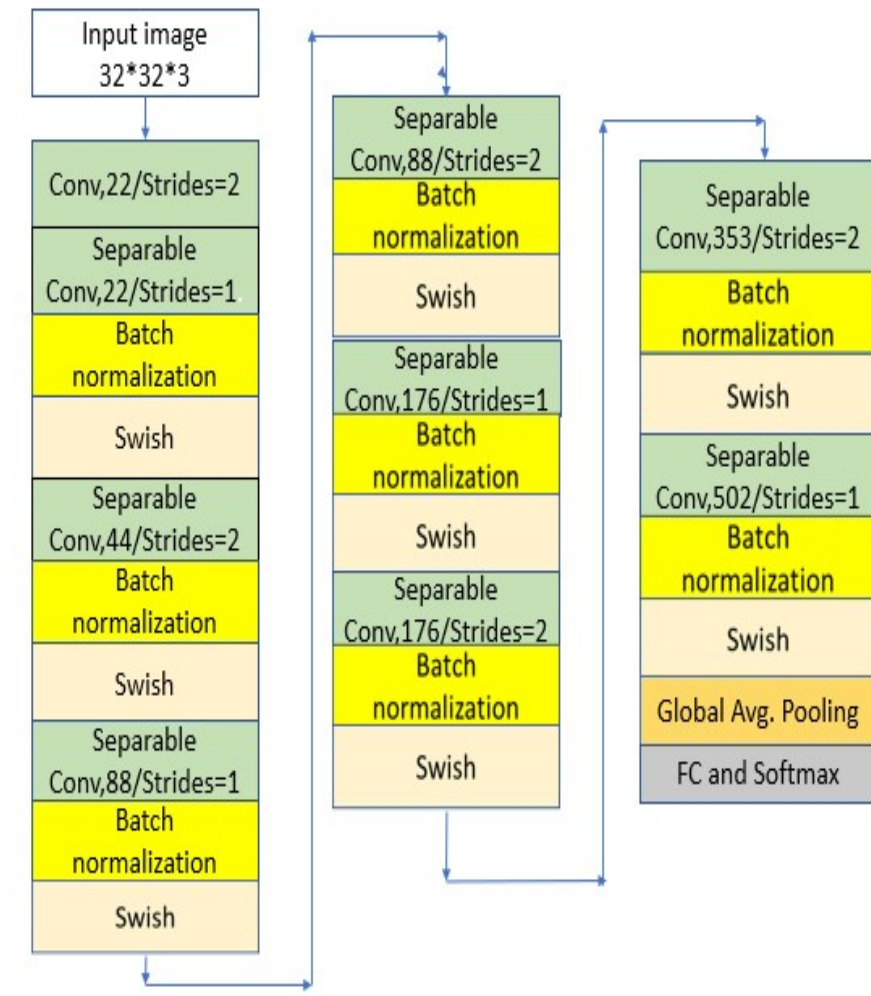 Input image
32*32*3
Conv,22/Strides=2
Separable
Conv,22/Strides=1.
Batch
normalization
Swish
Separable
Conv,44/Strides=2
Batch
normalization
Swish
Separable
Conv,88/Strides=1
Batch
normalization
Swish
Separable
Conv,88/Strides=2
Batch
normalization
Swish
Separable
Conv,176/Strides=1
Batch
normalization
Swish
Separable
Conv,176/Strides=2
Batch
normalization
Swish
Separable
Conv,353/Strides=2
Batch
normalization
Swish
Separable
Conv,502/Strides=1
Batch
normalization
Swish
Global Avg. Pooling
FC and Softmax